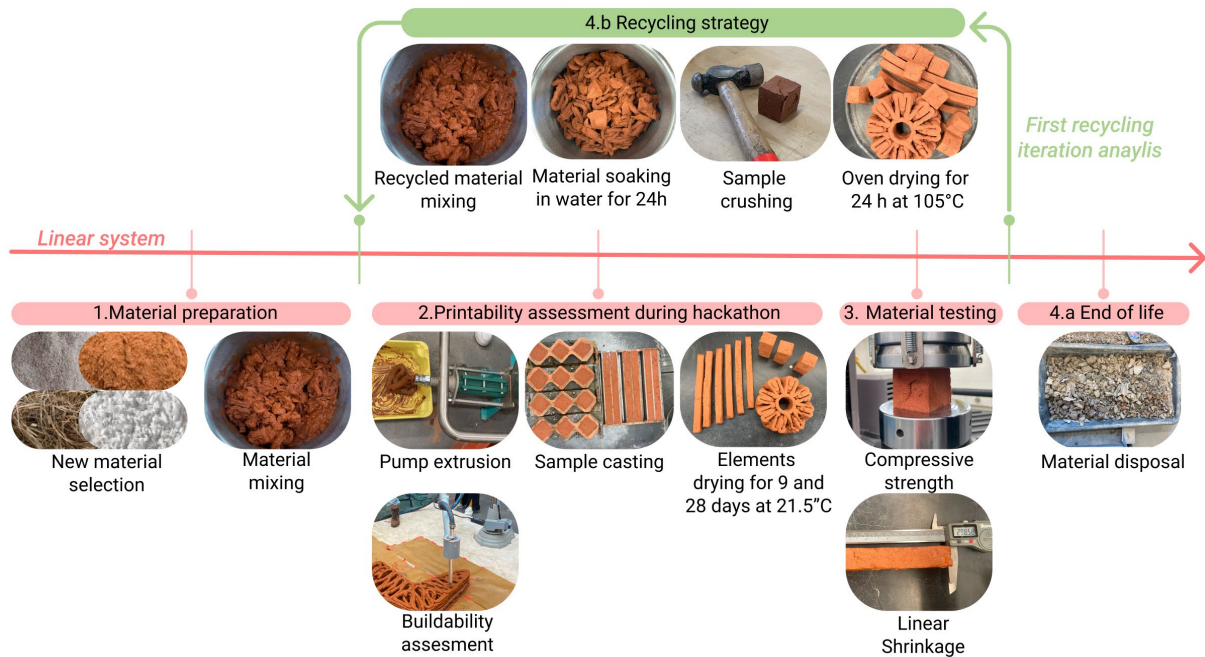 4.b Recycling strategy
Recycled material
mixing
Material soaking
in water for 24h
Sample
crushing
Oven drying for
24 h at 105°C
First recycling
iteration anaylis
Linear system
1.Material preparation
2.Printability assessment during hackathon
3. Material testing
4.a End of life
New material
selection
Material
mixing
Pump extrusion
Sample casting
Elements
drying for 9 and
28 days at 21.5”C
Compressive
strength
Material disposal
Buildability
assesment
Linear
Shrinkage